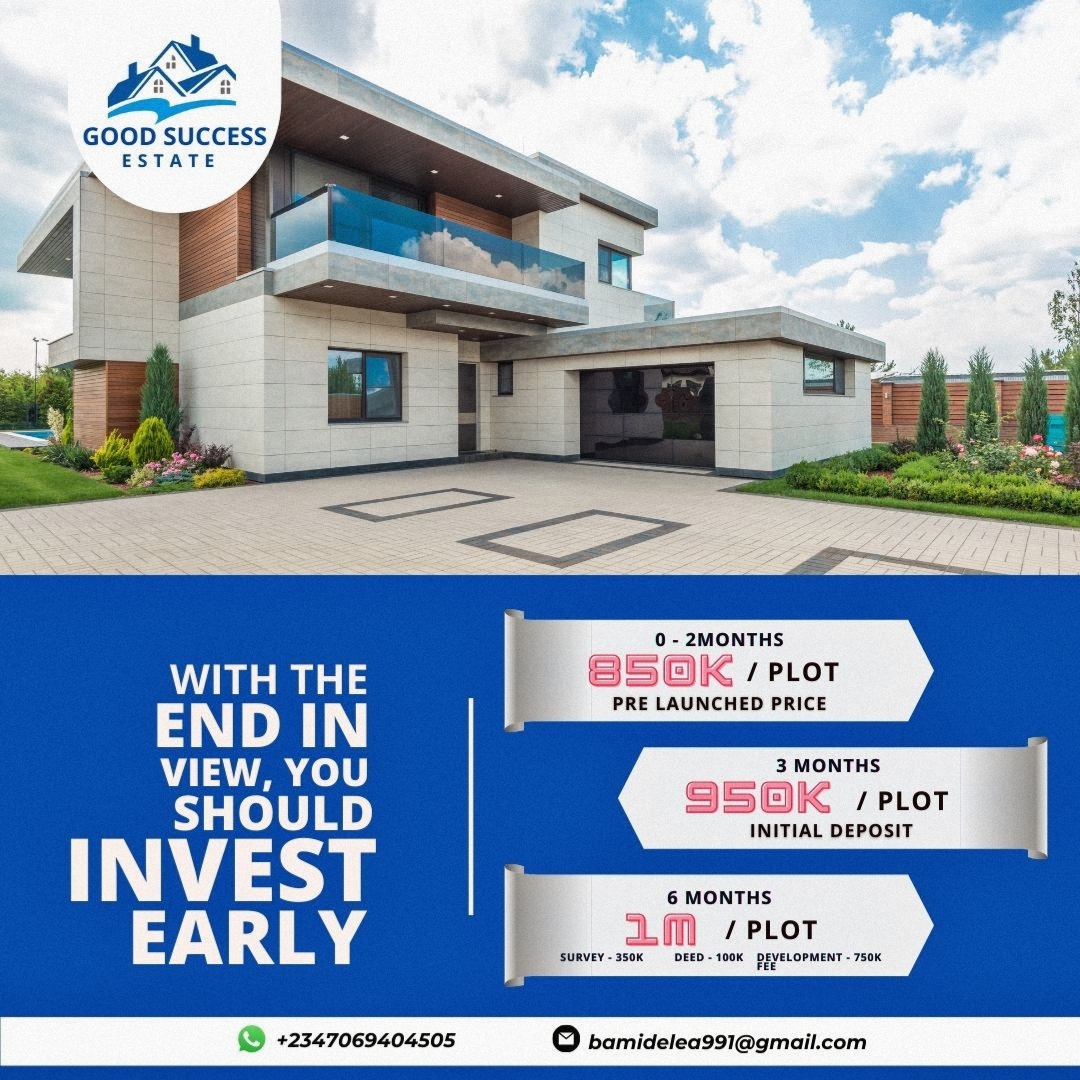 GOOD SUCCESS
ESTATE
WITH THE
END IN
VIEW, YOU
SHOULD
INVEST
EARLY
0 - 2MONTHS
850K / PLOT
PRE LAUNCHED PRICE
3 MONTHS
950K / PLOT
INITIAL DEPOSIT
6 MONTHS
1M / PLOT
SURVEY - 350K DEED - 100K DEVELOPMENT - 750K
FEE
+2347069404505
bamidelea991@gmail.com